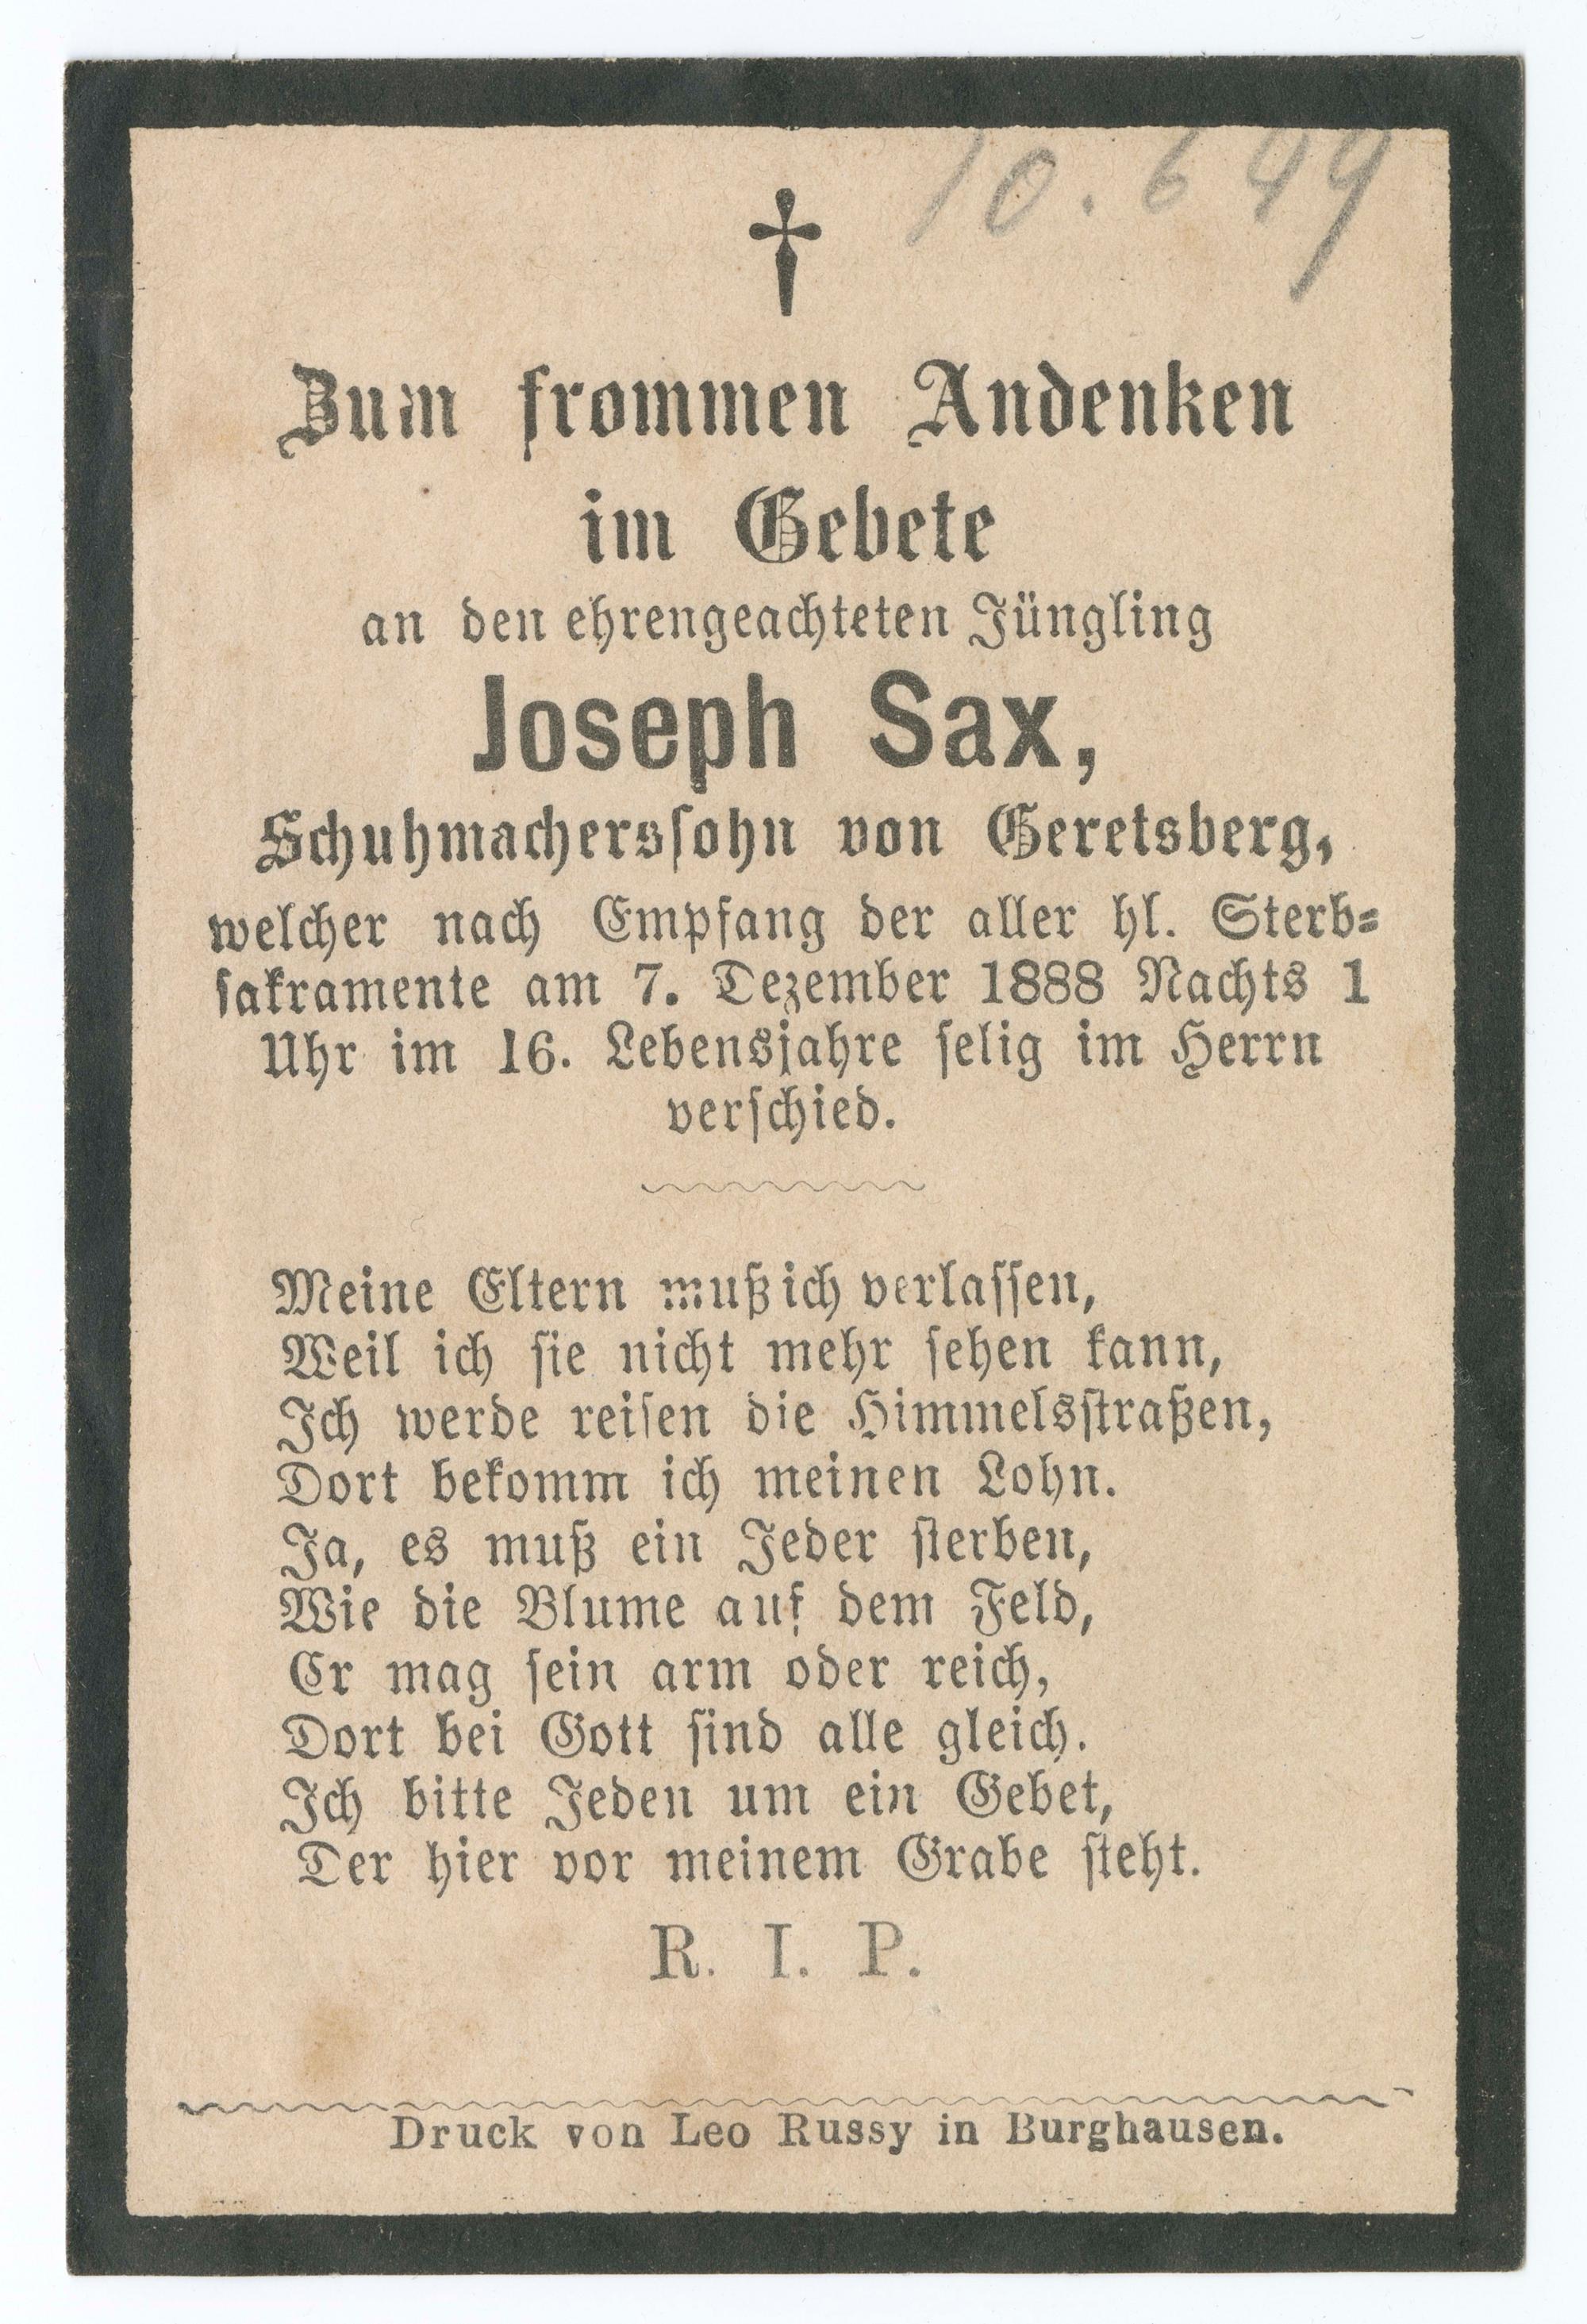 10.699
†
Zum frommen Andenken
im Gebete
an den ehrengeachteten Jüngling
Joseph Sax,
Schuhmacherssohn von Geretsberg,
welcher nach Empfang der aller hl. Sterb-
sakramente am 7. Dezember 1888 Nachts 1
Uhr im 16. Lebensjahre selig im Herrn
verschied.
Meine Eltern muß ich verlassen,
Weil ich sie nicht mehr sehen kann,
Ich werde reisen die Himmelsstraßen,
Dort bekomm ich meinen Lohn.
Ja, es muß ein Jeder sterben,
Wie die Blume auf dem Feld,
Er mag sein arm oder reich,
Dort bei Gott sind alle gleich.
Ich bitte Jeden um ein Gebet,
Der hier vor meinem Grabe steht.
R. I. P.
Druck von Leo Russy in Burghausen.